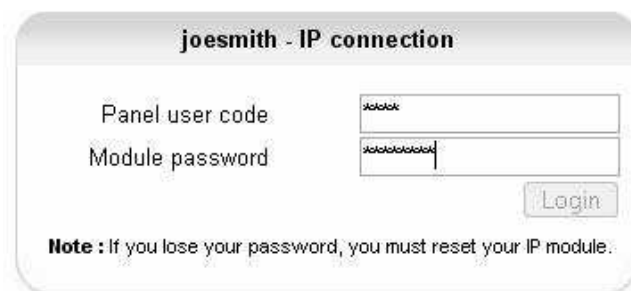 joesmith - IP connection
Panel user code ****
Module password *********
Login
Note : If you lose your password, you must reset your IP module.